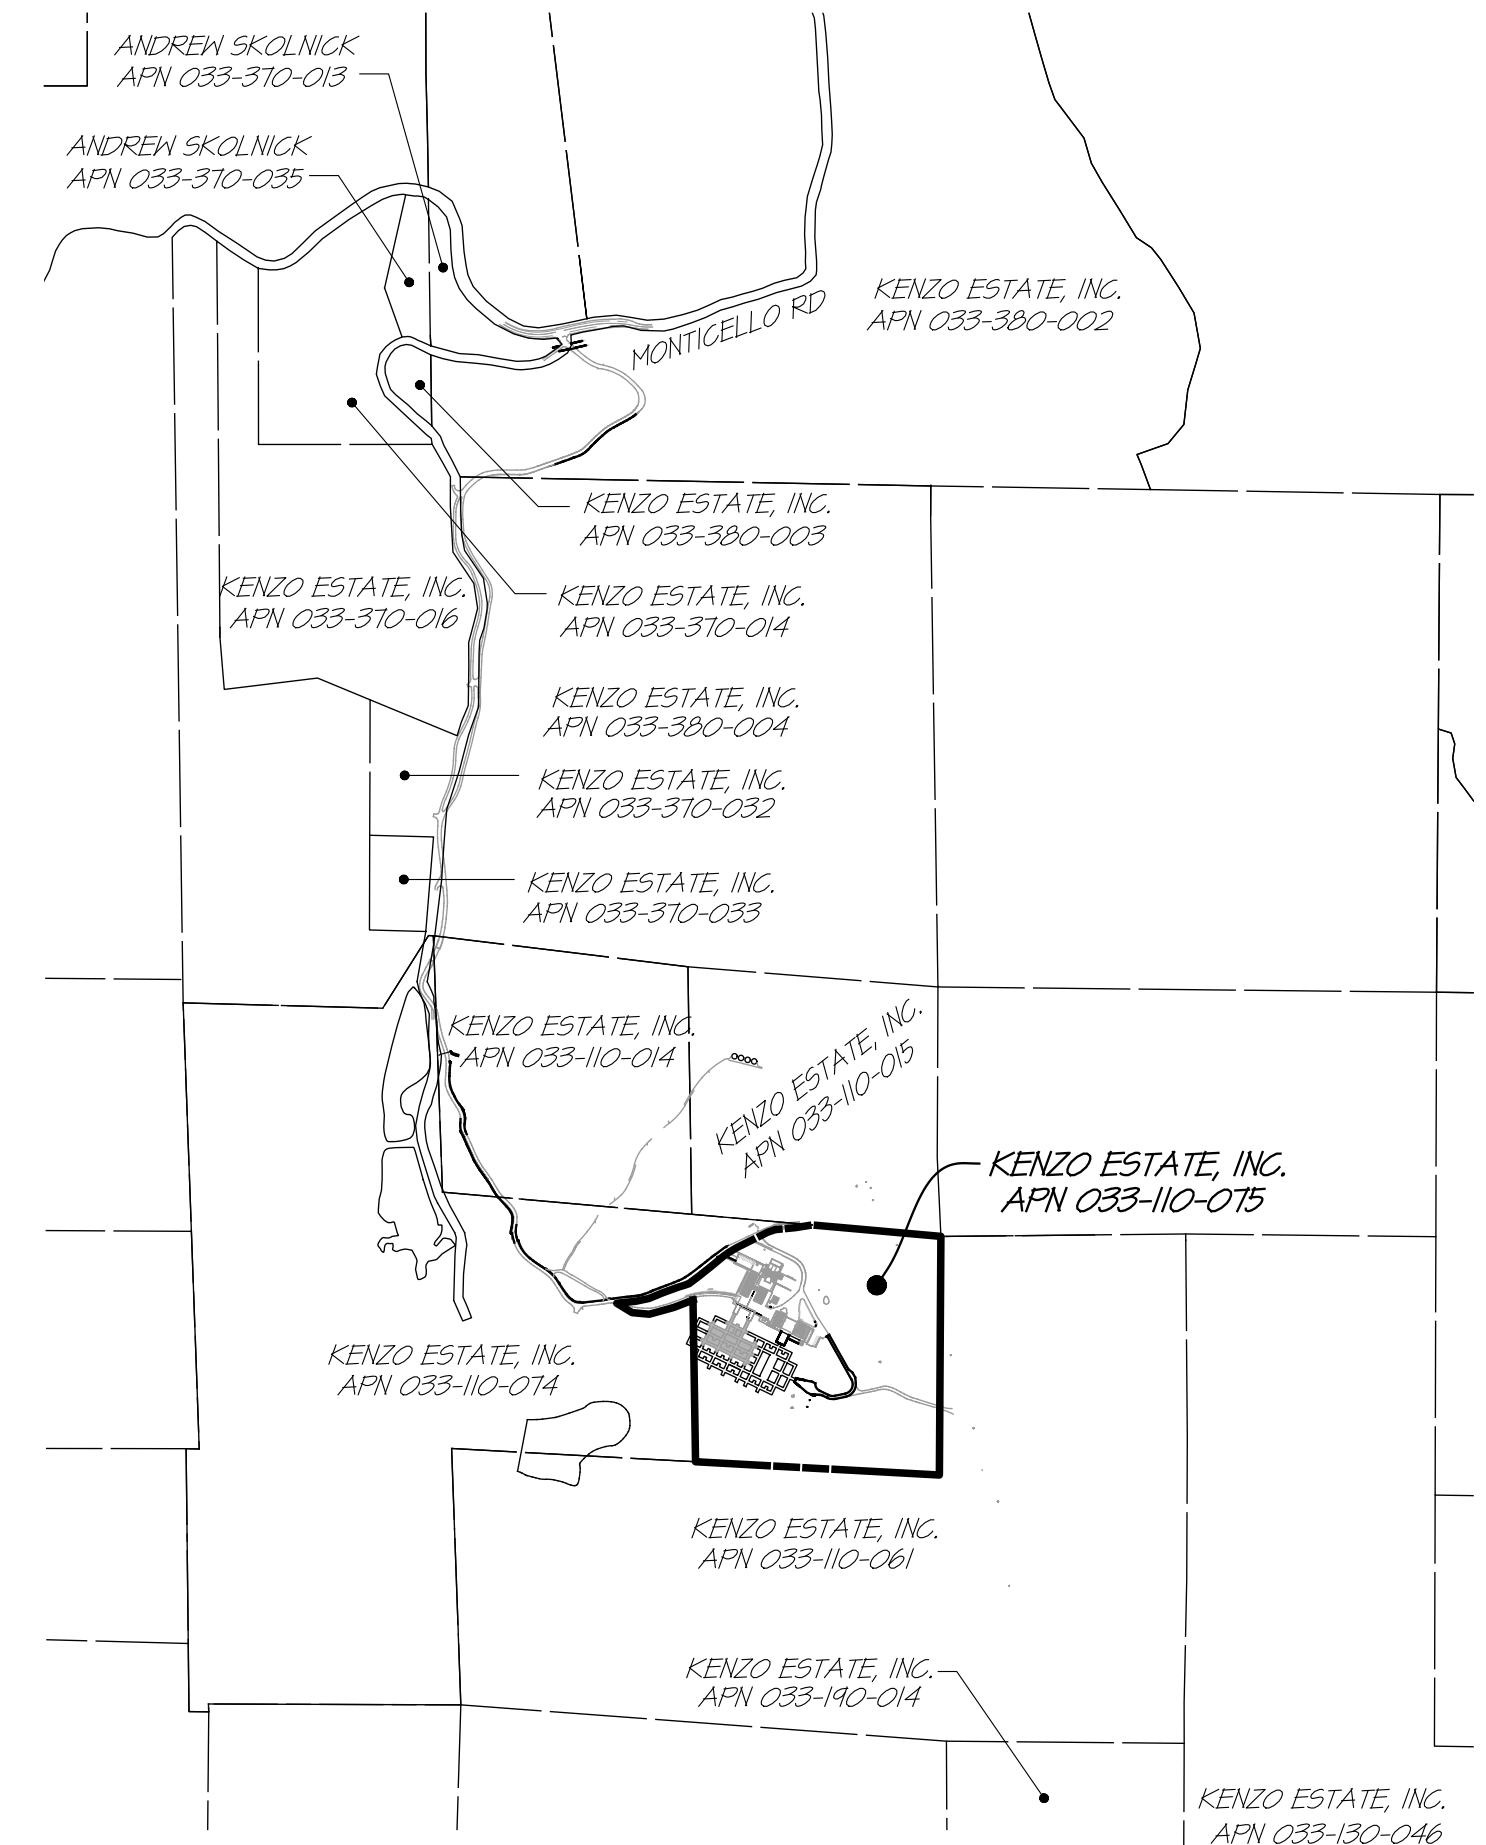 ANDREW SKOLNICK
APN 033-370-013
ANDREW SKOLNICK
APN 033-370-035
KENZO ESTATE, INC.
APN 033-380-002
MONTICELLO RD
KENZO ESTATE, INC.
APN 033-380-003
KENZO ESTATE, INC.
APN 033-370-016
KENZO ESTATE, INC.
APN 033-370-014
KENZO ESTATE, INC.
APN 033-380-004
KENZO ESTATE, INC.
APN 033-370-032
KENZO ESTATE, INC.
APN 033-370-033
KENZO ESTATE, INC.
APN 033-110-014
KENZO ESTATE, INC.
APN 033-110-015
KENZO ESTATE, INC.
APN 033-110-075
KENZO ESTATE, INC.
APN 033-110-074
KENZO ESTATE, INC.
APN 033-110-061
KENZO ESTATE, INC.
APN 033-190-014
KENZO ESTATE, INC.
APN 033-130-046